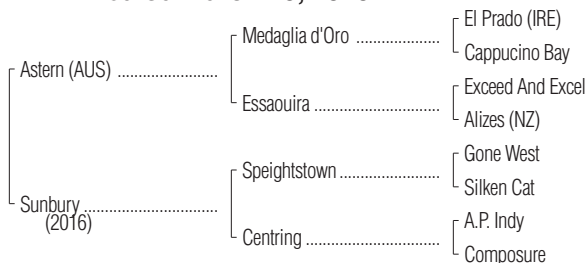 El Prado (IRE)
Medaglia d'Oro
Cappucino Bay
Astern (AUS)
Exceed And Excel
Essaouira
Alizes (NZ)
Gone West
Speightstown
Silken Cat
Sunbury
(2016)
A.P. Indy
Centring
Composure